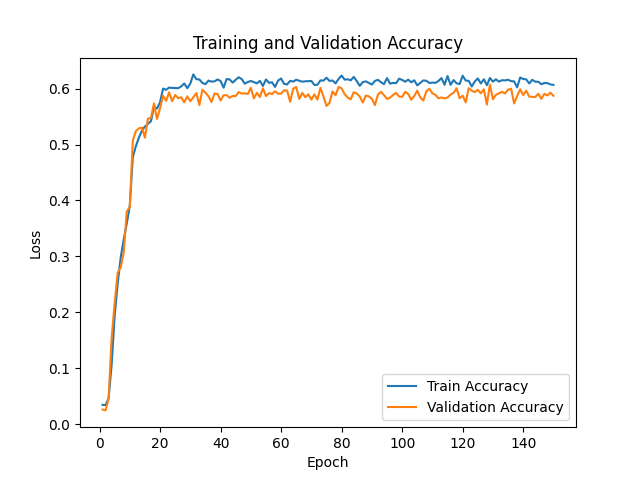 Training and Validation Accuracy
0.6
0.5
0.4
0.3
0.2
0.1
0.0
Loss
0 20 40 60 80 100 120 140
Epoch
Train Accuracy
Validation Accuracy